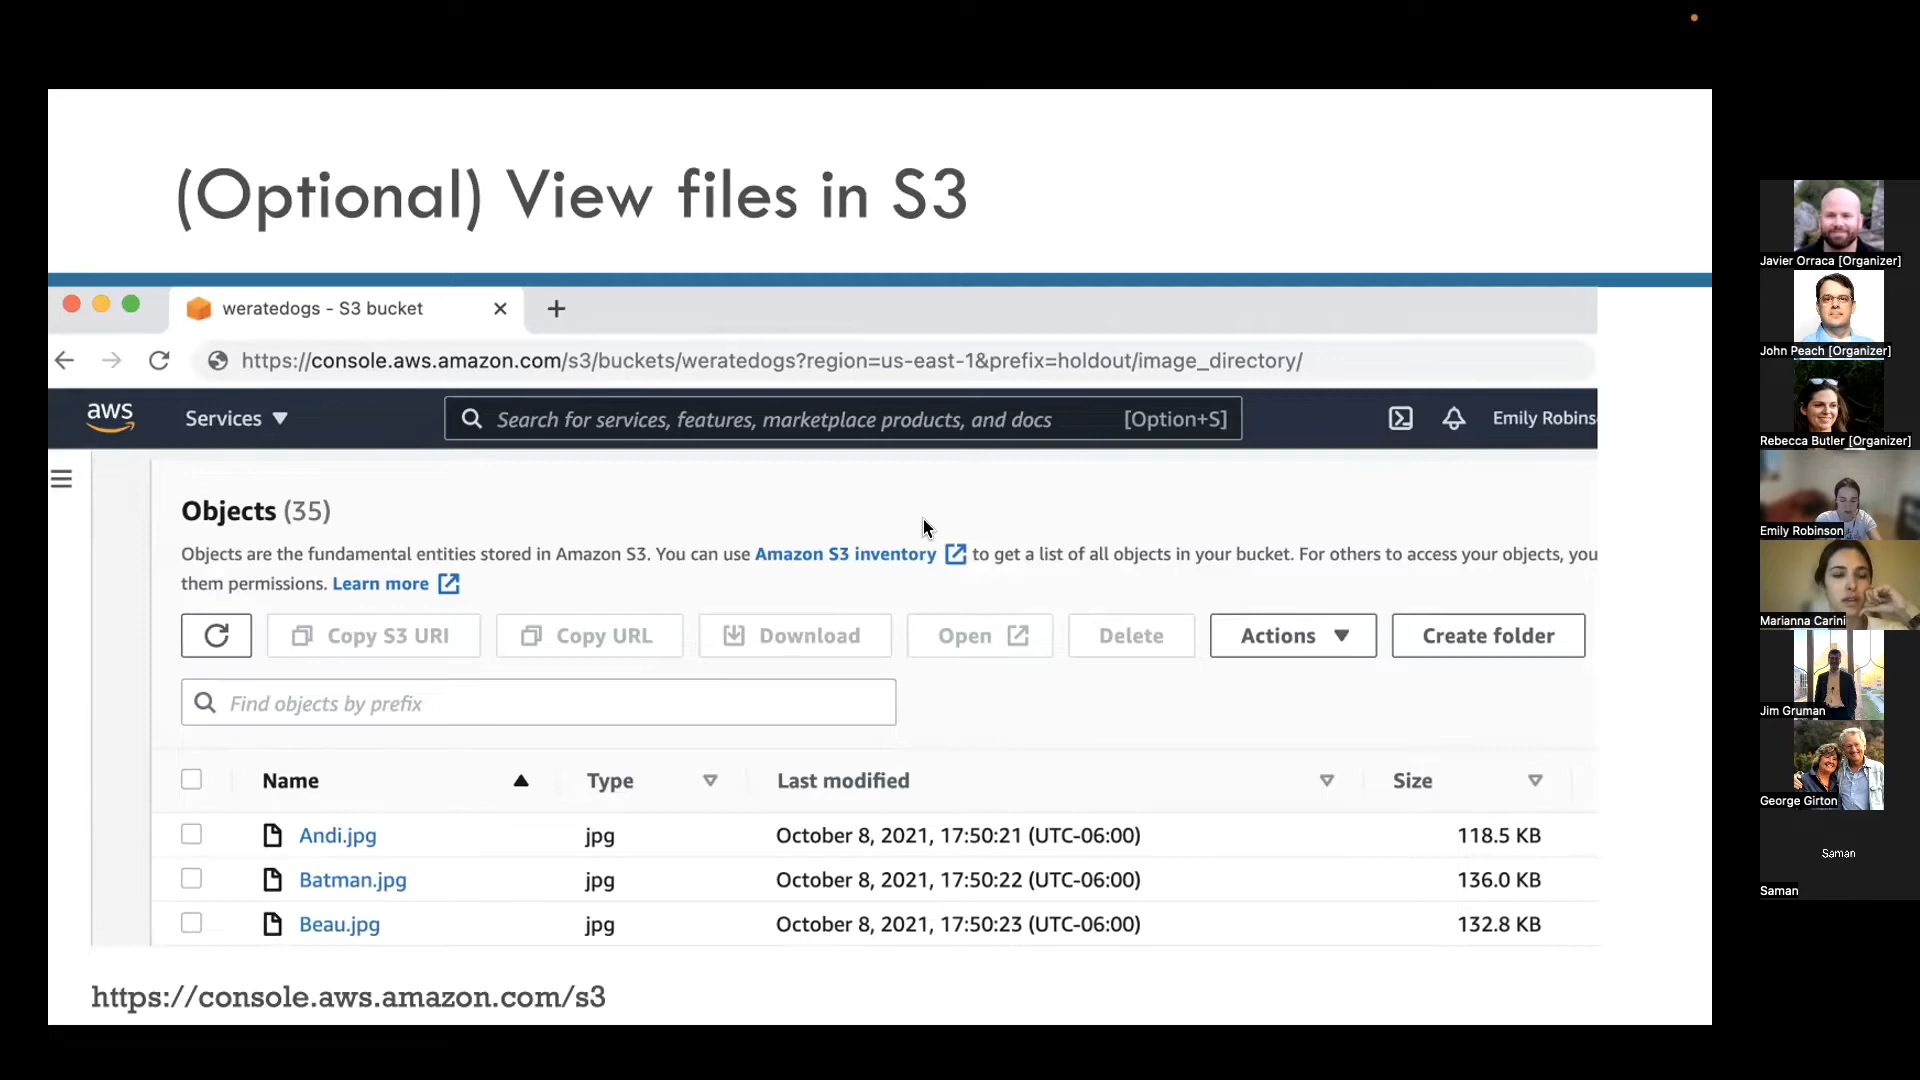 (Optional) View files in S3
weratedogs - S3 bucket
https://console.aws.amazon.com/s3/buckets/weratedogs?region=us-east-1&prefix=holdout/image_directory/
aws
Services
Search for services, features, marketplace products, and docs
[Option+S]
Emily Robins
Objects (35)
Objects are the fundamental entities stored in Amazon S3. You can use Amazon S3 inventory to get a list of all objects in your bucket. For others to access your objects, you
them permissions. Learn more
Copy S3 URI
Copy URL
Download
Open
Delete
Actions
Create folder
Find objects by prefix
Name Type Last modified Size
Andi.jpg jpg October 8, 2021, 17:50:21 (UTC-06:00) 118.5 KB
Batman.jpg jpg October 8, 2021, 17:50:22 (UTC-06:00) 136.0 KB
Beau.jpg jpg October 8, 2021, 17:50:23 (UTC-06:00) 132.8 KB
https://console.aws.amazon.com/s3
Javier Orraca [Organizer]
John Peach [Organizer]
Rebecca Butler [Organizer]
Emily Robinson
Marianna Carini
Jim Gruman
George Girton
Saman
Saman